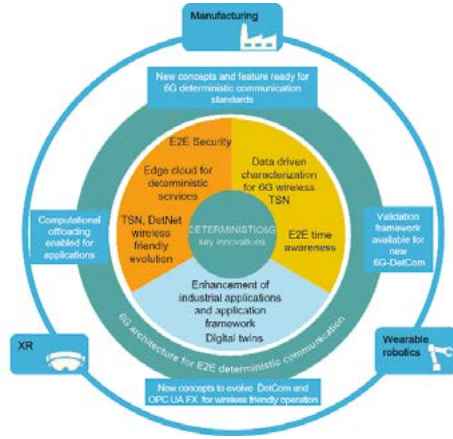 Manufacturing
New concepts and feature ready for
6G deterministic communication
standards
E2E Security
Edge cloud for
deterministic
services
TSN, DetNet
wireless
friendly
evolution
Data driven
characterization
for 6G wireless
TSN
E2E time
awareness
DETERMINISTIC6G
key innovations
Computational
offloading
enabled for
applications
Validation
framework
available for
new
6G-DetCom
Enhancement of
industrial applications
and application
framework
Digital twins
6G architecture for E2E deterministic communication
XR
Wearable
robotics
New concepts to evolve DetCom and
OPC UA FX for wireless friendly operation